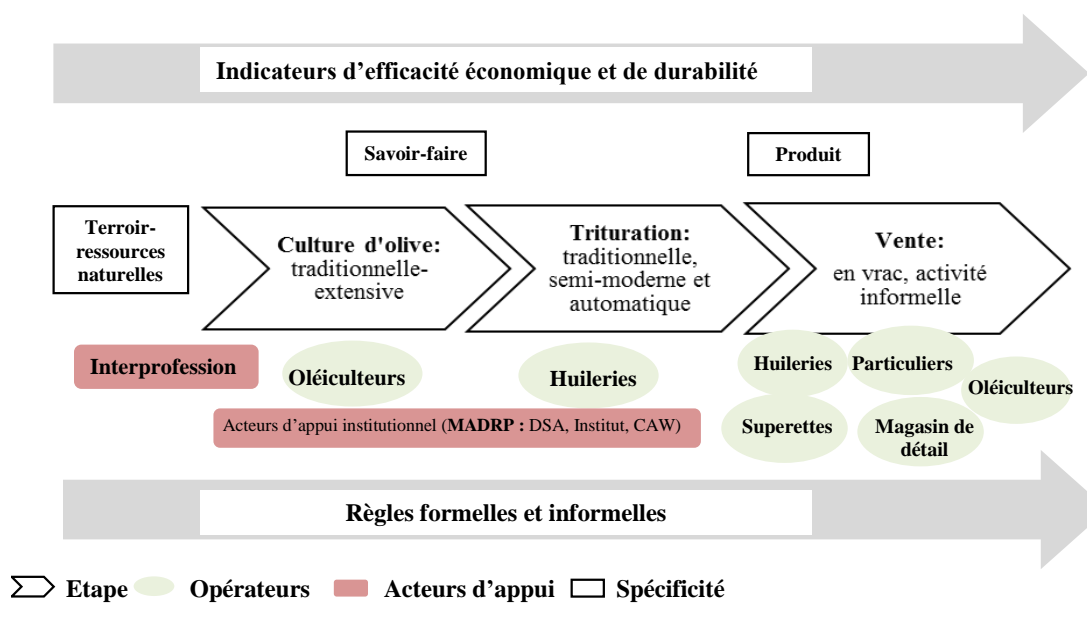 Indicateurs d'efficacité économique et de durabilité
Savoir-faire
Produit
Terroir-
ressources
naturelles
Culture d'olive:
traditionnelle-
extensive
Trituration:
traditionnelle,
semi-moderne et
automatique
Vente:
en vrac, activité
informelle
Interprofession
Oléiculteurs
Huileries
Huileries
Particuliers
Oléiculteurs
Acteurs d'appui institutionnel (MADRP : DSA, Institut, CAW)
Superettes
Magasin de
détail
Règles formelles et informelles
Etape
Opérateurs
Acteurs d'appui
Spécificité